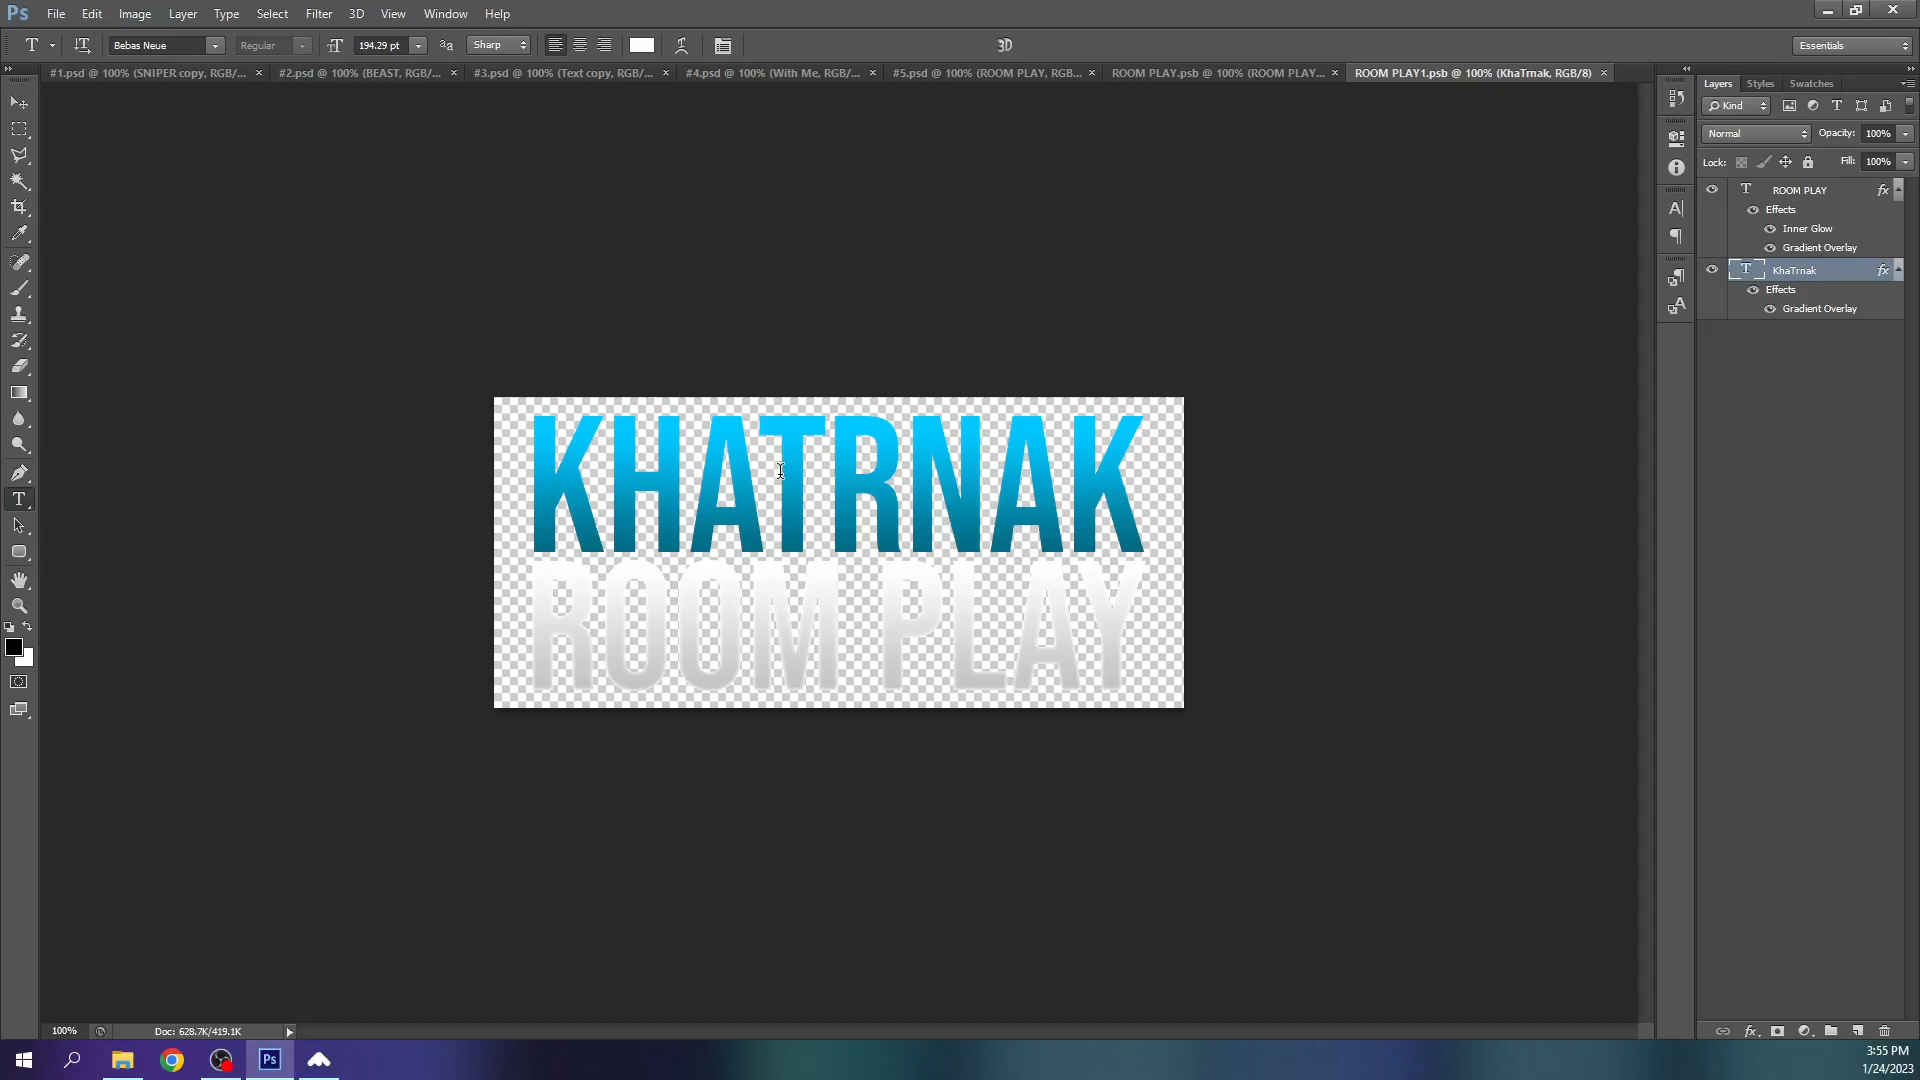 Ps File Edit Image Layer Type Select Filter 3D View Window Help
T Bebas Neue Regular 194.29 pt Sharp Essentials
#1.psd @ 100% (SNIPER copy, RGB/... × #2.psd @ 100% (BEAST, RGB/... × #3.psd @ 100% (Text copy, RGB/... × #4.psd @ 100% (With Me, RGB/... × #5.psd @ 100% (ROOM PLAY, RGB... × ROOM PLAY.psb @ 100% (ROOM PLAY... × ROOM PLAY1.psb @ 100% (KhaTrnak, RGB/8) ×
Layers Styles Swatches
Kind
Normal Opacity: 100%
Lock: Fill: 100%
T ROOM PLAY fx
Effects
Inner Glow
Gradient Overlay
T KhaTrnak fx
Effects
Gradient Overlay
KHATRNAK
ROOM PLAY
100% Doc: 628.7K/419.1K
Ps
3:55 PM
1/24/2023